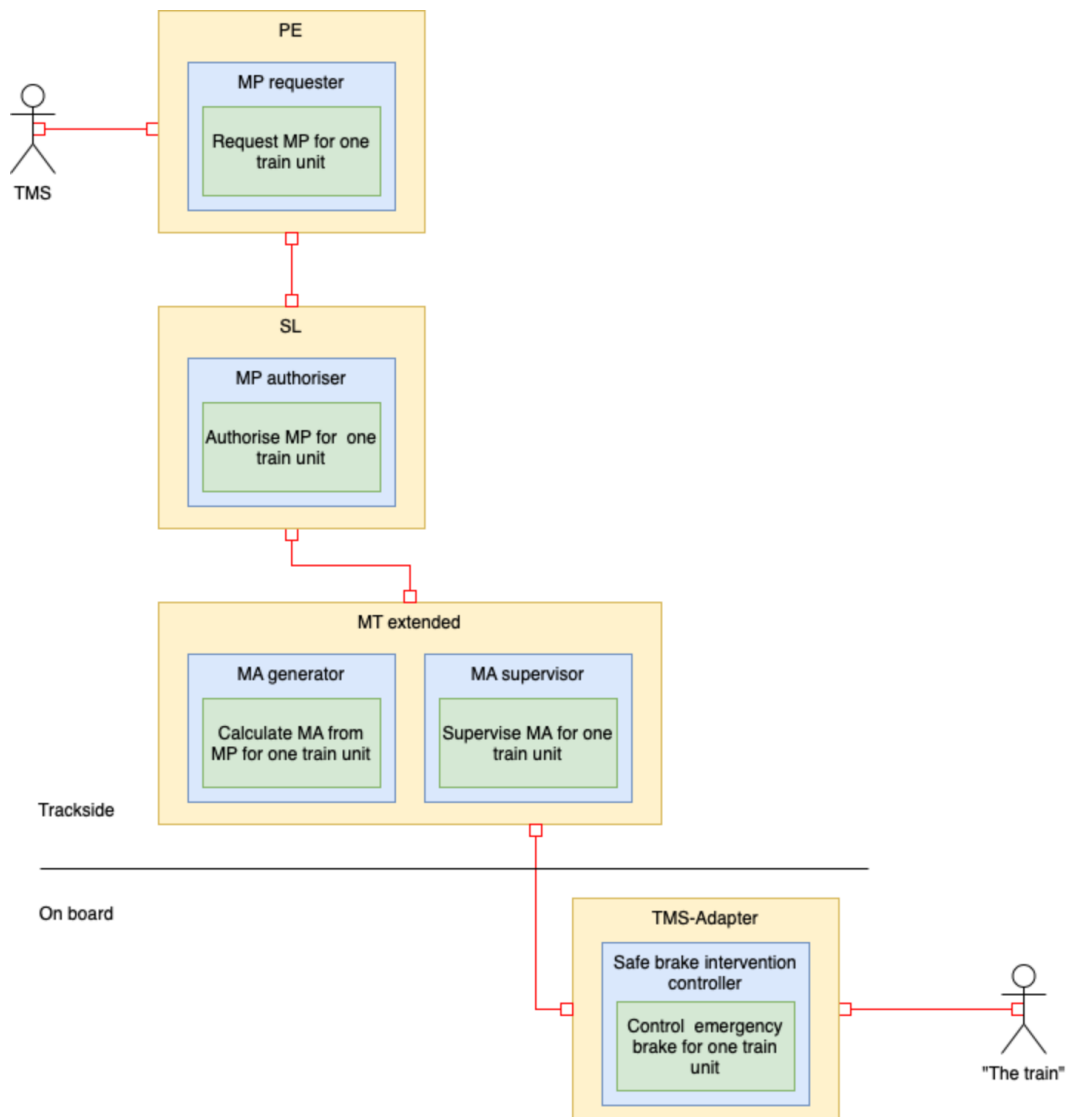 PE
MP requester
Request MP for one
train unit
TMS
SL
MP authoriser
Authorise MP for one
train unit
MT extended
MA generator
Calculate MA from
MP for one train unit
MA supervisor
Supervise MA for one
train unit
Trackside
On board
TMS-Adapter
Safe brake intervention
controller
Control emergency
brake for one train
unit
"The train"